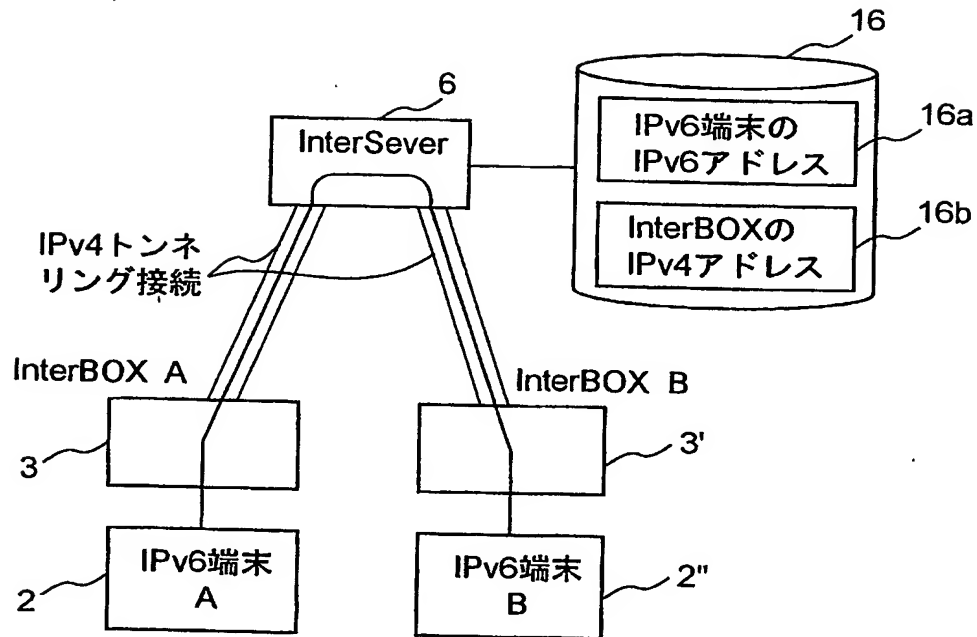 16
6
InterSever
IPv6端末の
IPv6アドレス
16a
InterBOXの
IPv4アドレス
16b
IPv4トンネ
リング接続
InterBOX A
InterBOX B
3
3'
IPv6端末
A
2
IPv6端末
B
2"